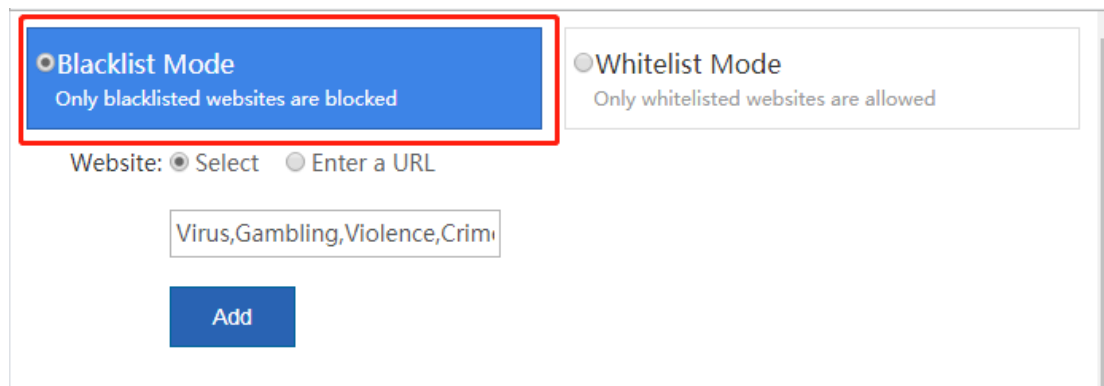 Blacklist Mode
Only blacklisted websites are blocked
Whitelist Mode
Only whitelisted websites are allowed
Website: Select Enter a URL
Virus,Gambling,Violence,Crim
Add